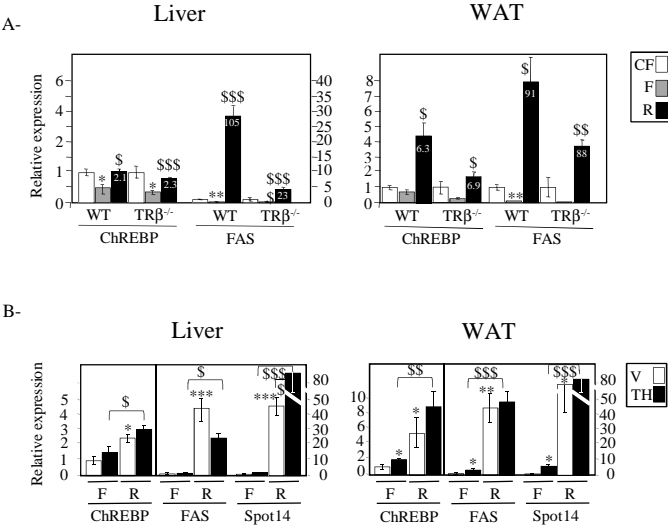 A-
Liver
WAT
CF
F
R
Relative expression
6
4
2
1
0
40
35
30
25
20
15
10
5
0
* $ 2.1 * $$$ 2.3 ** $$$ 105 $ $$$ 23
WT TRβ-/- WT TRβ-/-
ChREBP FAS
8
6
5
4
3
2
1
0
$ 6.3 $ 6.9 ** $ 91 $$ 88
WT TRβ-/- WT TRβ-/-
ChREBP FAS
B-
Liver
WAT
V
TH
Relative expression
5
4
3
2
1
0
80
50
40
30
20
10
0
$ * $ *** $$$ *** $
F R F R F R
ChREBP FAS Spot14
10
8
6
4
2
0
80
50
40
30
20
10
0
$$ * * $$$ * ** $$$ * *
F R F R F R
ChREBP FAS Spot14